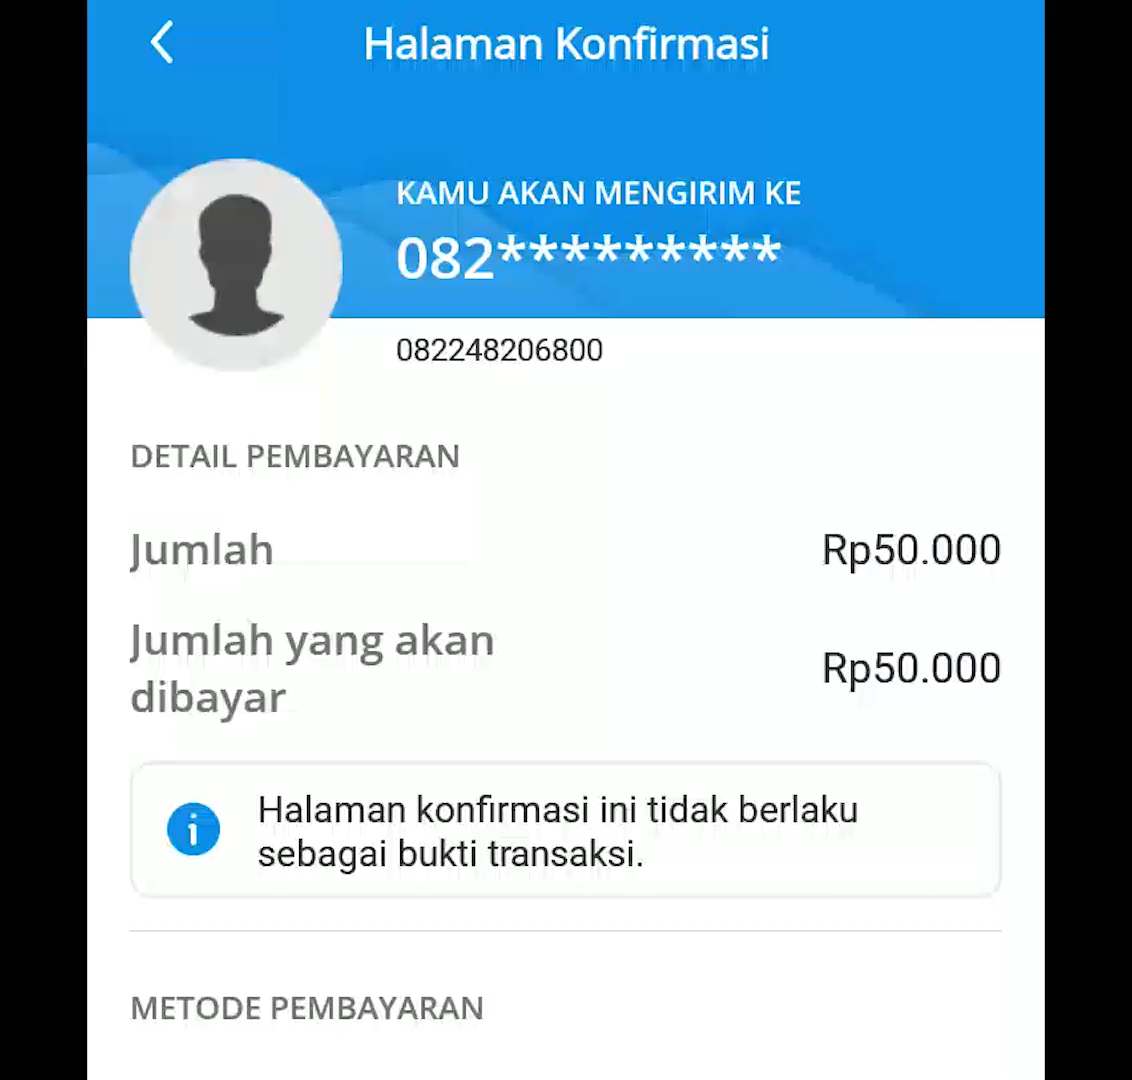 Halaman Konfirmasi
KAMU AKAN MENGIRIM KE
082*********
082248206800
DETAIL PEMBAYARAN
Jumlah
Rp50.000
Jumlah yang akan
dibayar
Rp50.000
Halaman konfirmasi ini tidak berlaku
sebagai bukti transaksi.
METODE PEMBAYARAN